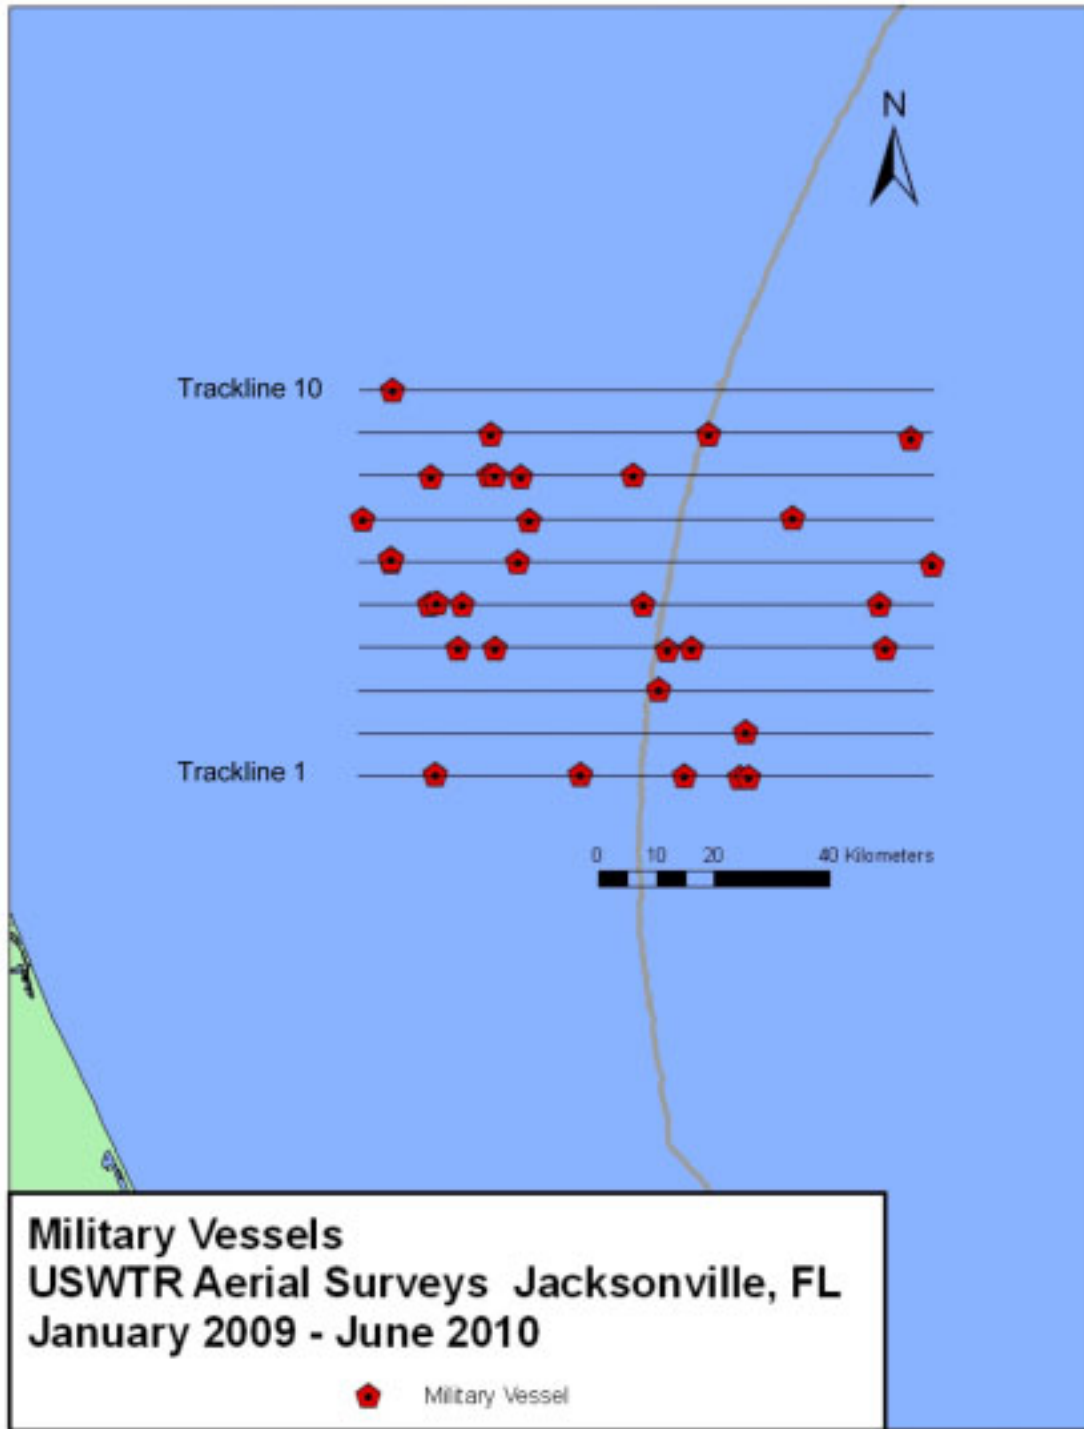 N
Trackline 10
Trackline 1
0 10 20 40 Kilometers
Military Vessels
USWTR Aerial Surveys Jacksonville, FL
January 2009 - June 2010
Military Vessel